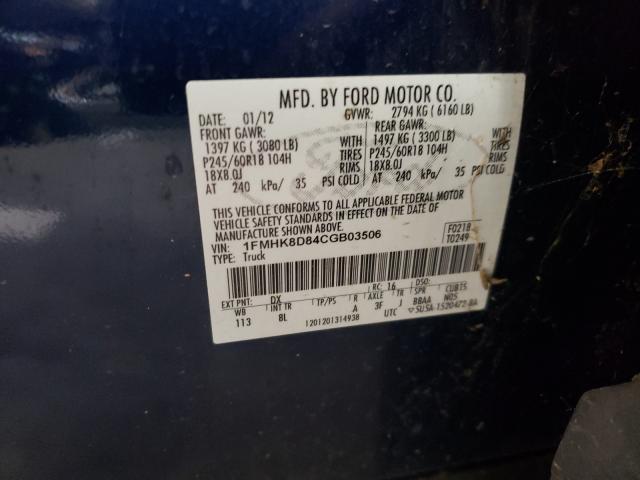 MFD. BY FORD MOTOR CO.
DATE: 01/12 GVWR: 2794 KG ( 6160 LB)
FRONT GAWR: REAR GAWR:
1397 KG ( 3080 LB) WITH 1497 KG ( 3300 LB) WITH
P245/60R18 104H TIRES P245/60R18 104H TIRES
18X8.0J RIMS 18X8.0J RIMS
AT 240 kPa/ 35 PSI COLD AT 240 kPa/ 35 PSI COLD
THIS VEHICLE CONFORMS TO ALL APPLICABLE FEDERAL MOTOR
VEHICLE SAFETY STANDARDS IN EFFECT ON THE DATE OF
MANUFACTURE SHOWN ABOVE.
VIN: 1FMHK8D84CGB03506 F0218
TYPE: Truck T0249
EXT PNT: DX RC: 16 DSO:
WB INT TR TP/PS R AXLE TR SPR CUBTS
113 8L A 3F J BBAA N05
1201201314938 UTC